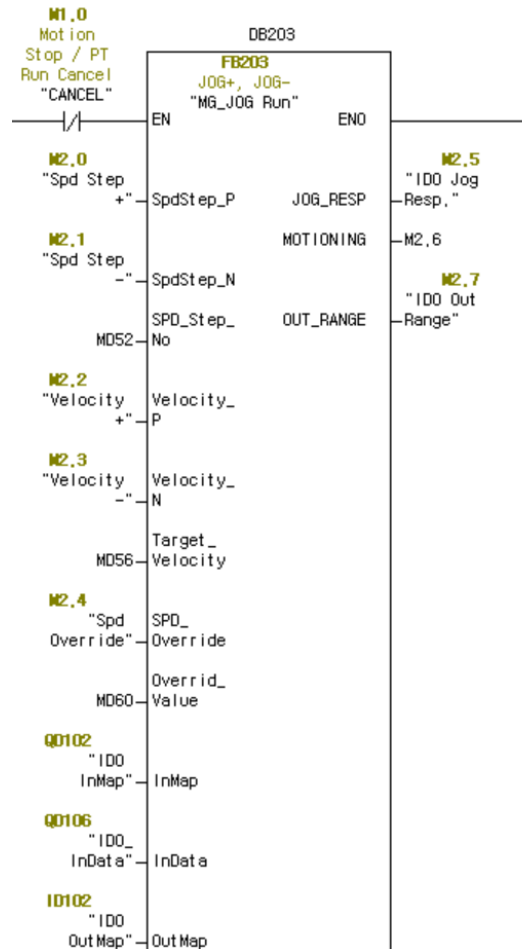 M1.0
Motion
Stop / PT
Run Cancel
"CANCEL"
DB203
FB203
JOG+, JOG-
"MG_JOG Run"
EN
ENO
M2.0
"Spd Step
+"
SpdStep_P
JOG_RESP
M2.5
"ID0 Jog
Resp."
MOTIONING
M2.6
M2.1
"Spd Step
-"
SpdStep_N
OUT_RANGE
M2.7
"ID0 Out
Range"
MD52
SPD_Step_
No
M2.2
"Velocity
+"
Velocity_
P
M2.3
"Velocity
-"
Velocity_
N
MD56
Target_
Velocity
M2.4
"Spd
Override"
SPD_
Override
MD60
Overrid_
Value
QD102
"ID0
InMap"
InMap
QD106
"ID0_
InData"
InData
ID102
"ID0
OutMap"
OutMap